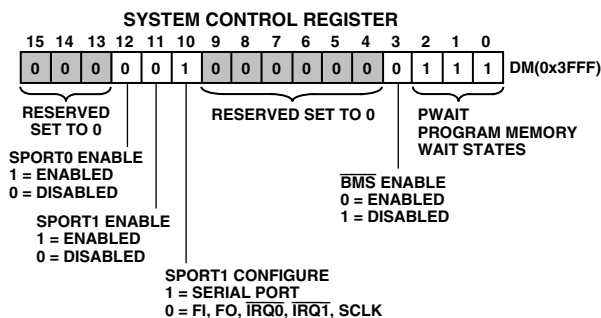 SYSTEM CONTROL REGISTER
15 14 13 12 11 10 9 8 7 6 5 4 3 2 1 0
0 0 0 0 0 1 0 0 0 0 0 0 0 1 1 1 DM(0x3FFF)
RESERVED
SET TO 0
RESERVED SET TO 0
PWAIT
PROGRAM MEMORY
WAIT STATES
SPORT0 ENABLE
1 = ENABLED
0 = DISABLED
BMS ENABLE
0 = ENABLED
1 = DISABLED
SPORT1 ENABLE
1 = ENABLED
0 = DISABLED
SPORT1 CONFIGURE
1 = SERIAL PORT
0 = FI, FO, IRQ0, IRQ1, SCLK